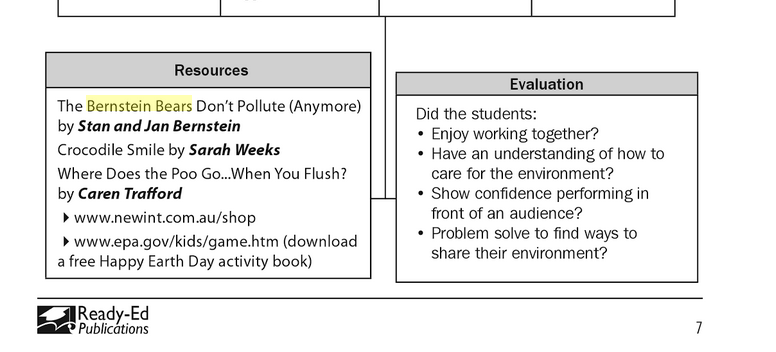 Resources
The Bernstein Bears Don't Pollute (Anymore)
by Stan and Jan Bernstein
Crocodile Smile by Sarah Weeks
Where Does the Poo Go...When You Flush?
by Caren Trafford
www.newint.com.au/shop
www.epa.gov/kids/game.htm (download
a free Happy Earth Day activity book)
Evaluation
Did the students:
• Enjoy working together?
• Have an understanding of how to
care for the environment?
• Show confidence performing in
front of an audience?
• Problem solve to find ways to
share their environment?
Ready-Ed
Publications
7